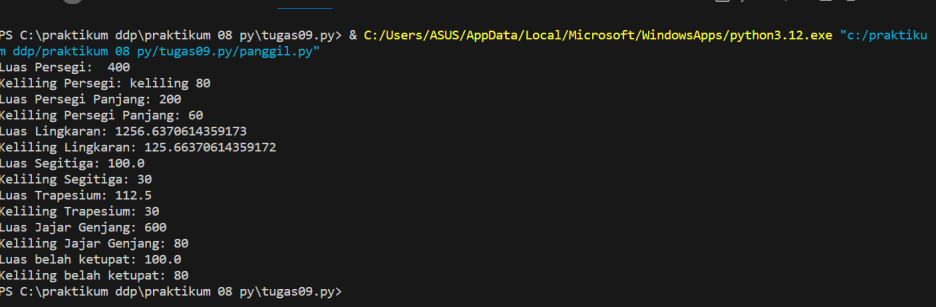 PS C:\praktikum ddp\praktikum 08 py\tugas09.py> & C:/Users/ASUS/AppData/Local/Microsoft/WindowsApps/python3.12.exe "c:/praktiku
m ddp/praktikum 08 py/tugas09.py/panggil.py"
Luas Persegi:  400
Keliling Persegi: keliling 80
Luas Persegi Panjang: 200
Keliling Persegi Panjang: 60
Luas Lingkaran: 1256.6370614359173
Keliling Lingkaran: 125.66370614359172
Luas Segitiga: 100.0
Keliling Segitiga: 30
Luas Trapesium: 112.5
Keliling Trapesium: 30
Luas Jajar Genjang: 600
Keliling Jajar Genjang: 80
Luas belah ketupat: 100.0
Keliling belah ketupat: 80
PS C:\praktikum ddp\praktikum 08 py\tugas09.py>